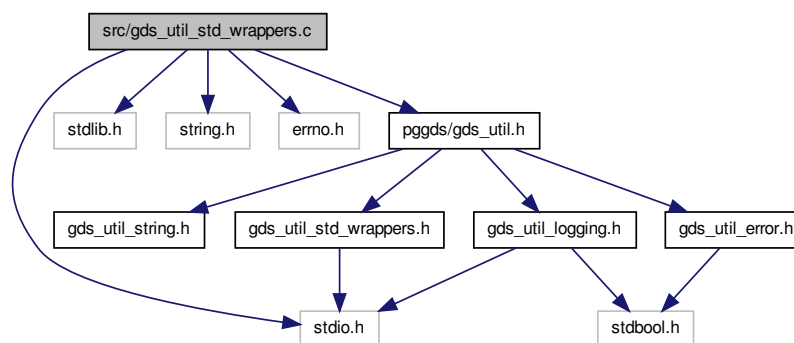 src/gds_util_std_wrappers.c
stdlib.h
string.h
errno.h
pggds/gds_util.h
gds_util_string.h
gds_util_std_wrappers.h
gds_util_logging.h
gds_util_error.h
stdio.h
stdbool.h